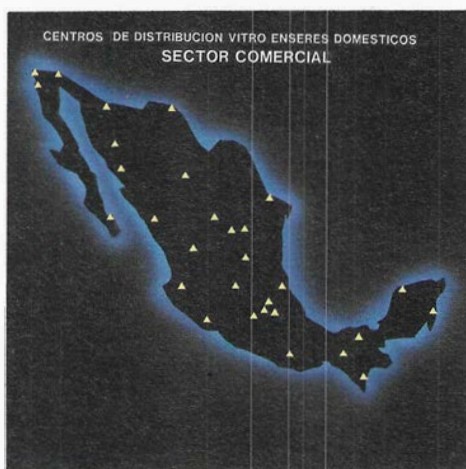 CENTROS DE DISTRIBUCION VITRO ENSERES DOMESTICOS
SECTOR COMERCIAL